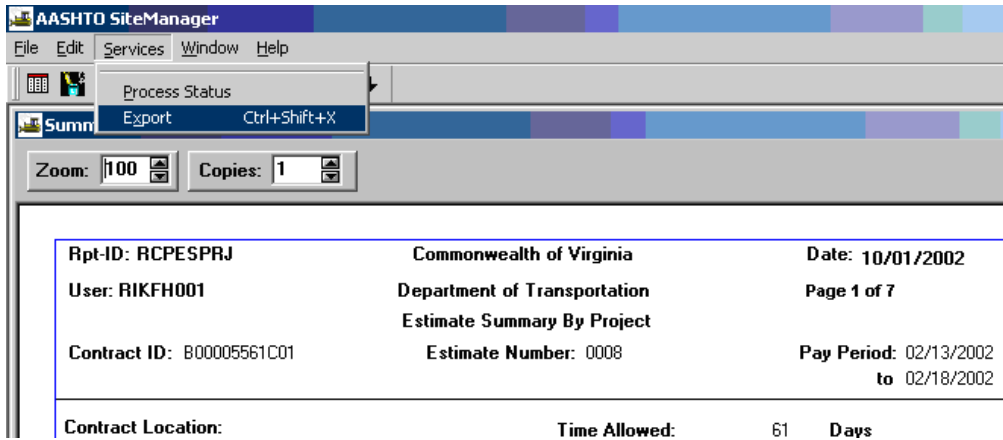 AASHTO SiteManager
File Edit Services Window Help
Process Status
Export Ctrl+Shift+X
Summ
Zoom: 100 Copies: 1
Rpt-ID: RCPESPRJ Commonwealth of Virginia Date: 10/01/2002
User: RIKFH001 Department of Transportation Page 1 of 7
Estimate Summary By Project
Contract ID: B00005561C01 Estimate Number: 0008 Pay Period: 02/13/2002
to 02/18/2002
Contract Location: Time Allowed: 61 Days